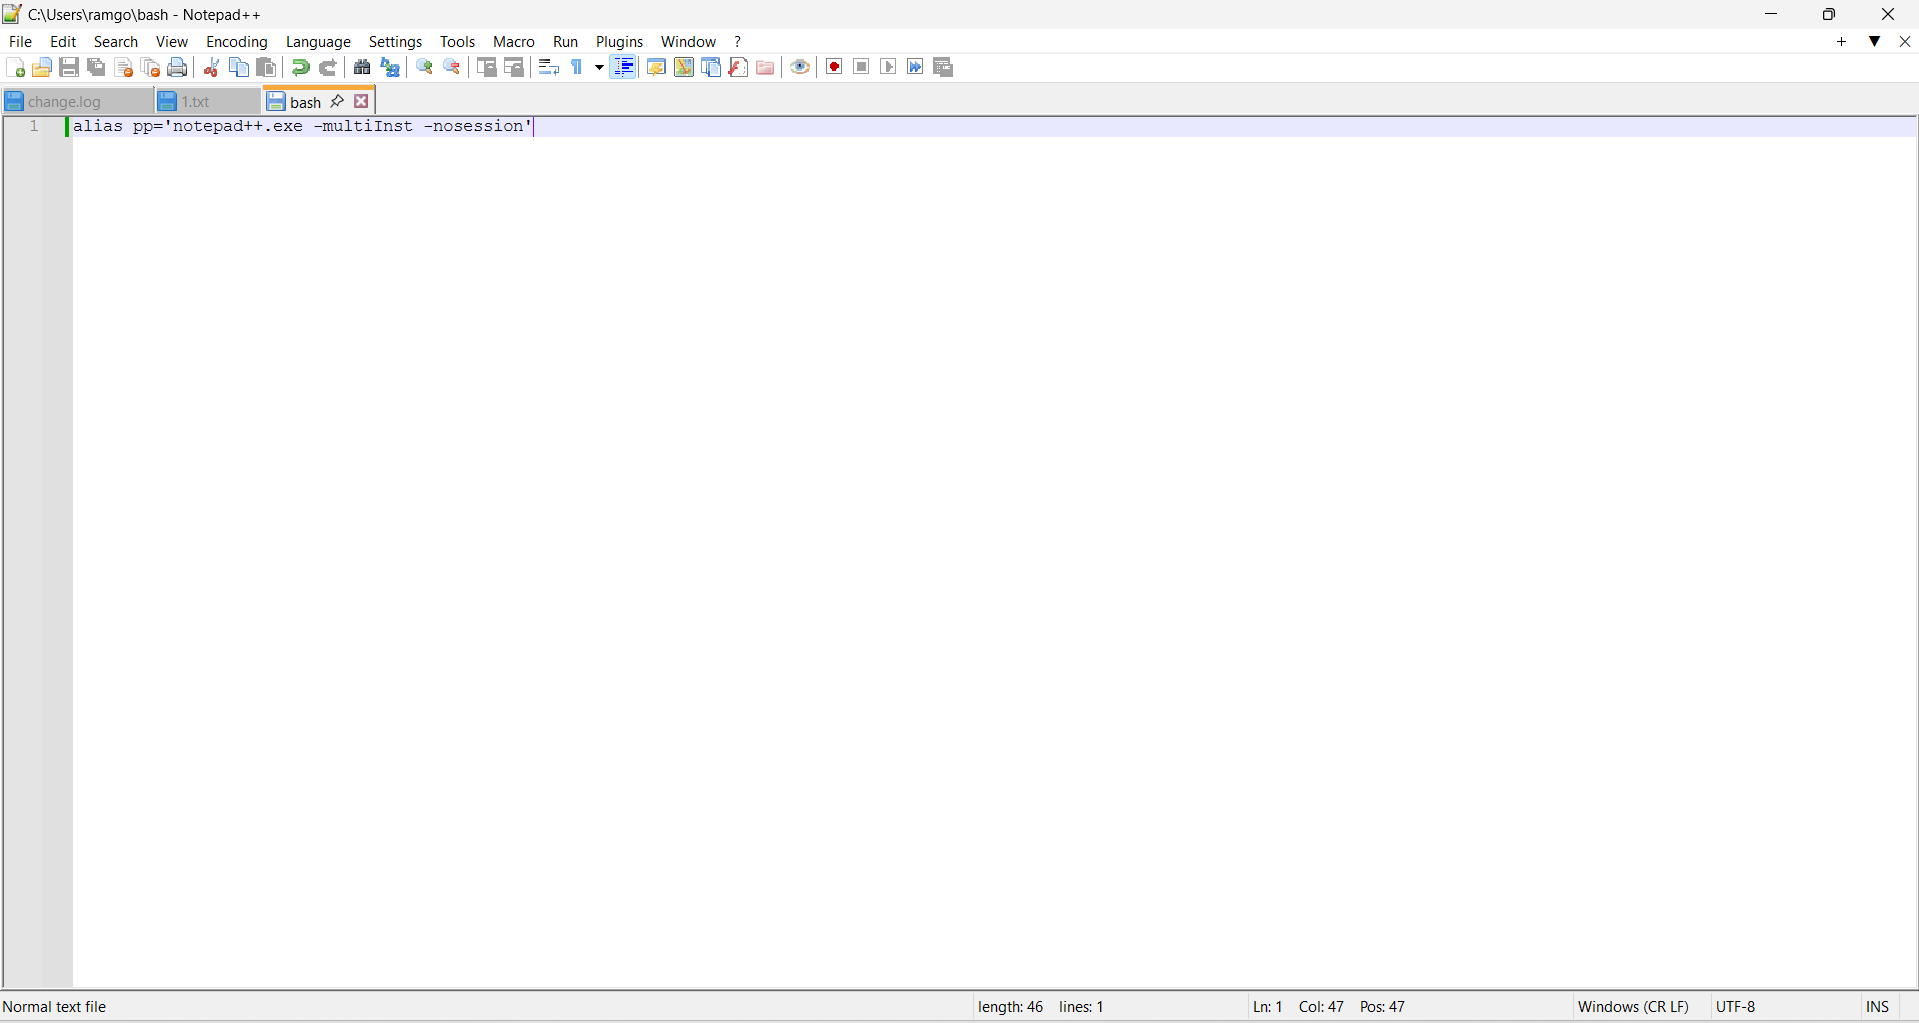 C:\Users\ramgo\bash - Notepad++
File Edit Search View Encoding Language Settings Tools Macro Run Plugins Window ?
change.log 1.txt bash
1 alias pp='notepad++.exe -multiInst -nosession'
Normal text file length: 46 lines: 1 Ln: 1 Col: 47 Pos: 47 Windows (CR LF) UTF-8 INS